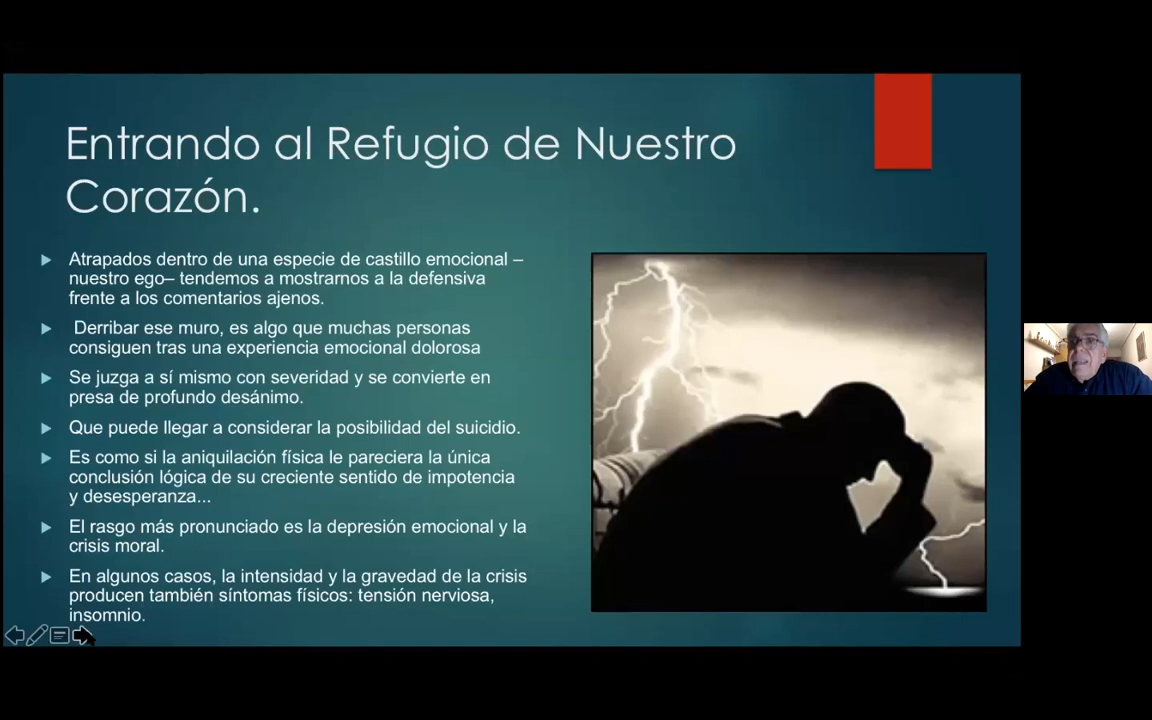 Entrando al Refugio de Nuestro
Corazón.
Atrapados dentro de una especie de castillo emocional –
nuestro ego– tendemos a mostrarnos a la defensiva
frente a los comentarios ajenos.
Derribar ese muro, es algo que muchas personas
consiguen tras una experiencia emocional dolorosa
Se juzga a sí mismo con severidad y se convierte en
presa de profundo desánimo.
Que puede llegar a considerar la posibilidad del suicidio.
Es como si la aniquilación física le pareciera la única
conclusión lógica de su creciente sentido de impotencia
y desesperanza...
El rasgo más pronunciado es la depresión emocional y la
crisis moral.
En algunos casos, la intensidad y la gravedad de la crisis
producen también síntomas físicos: tensión nerviosa,
insomnio.